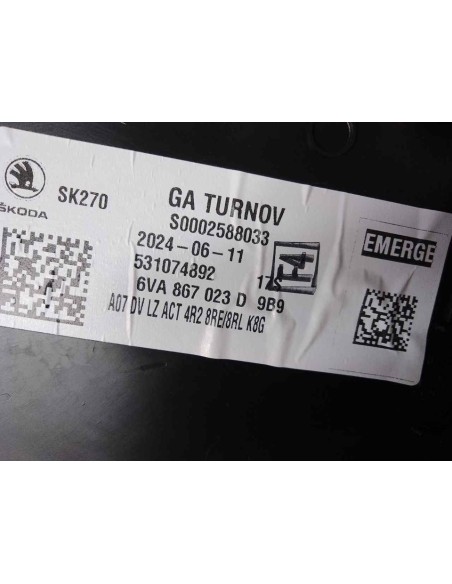 ŠKODA
SK270
GA TURNOV
S0002588033
2024-06-11
531074892
6VA 867 023 D 9B9
A07 DV LZ ACT 4R2 8RE/8RL K8G
EMERGE